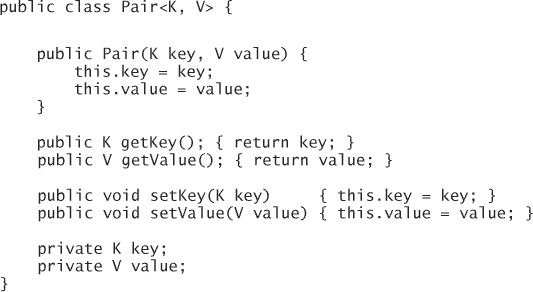 public class Pair<K, V> {
    public Pair(K key, V value) {
        this.key = key;
        this.value = value;
    }
    public K getKey(); { return key; }
    public V getValue(); { return value; }
    public void setKey(K key)     { this.key = key; }
    public void setValue(V value) { this.value = value; }
    private K key;
    private V value;
}